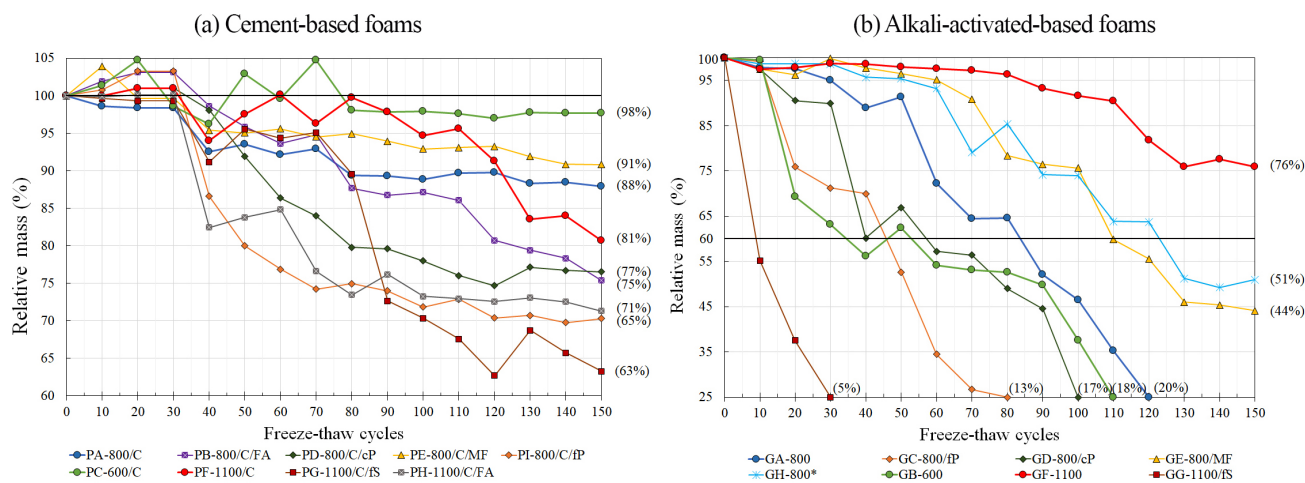 (a) Cement-based foams
Relative mass (%)
105
100
95
90
85
80
75
70
65
60
(98%)
(91%)
(88%)
(81%)
(77%)
(75%)
(71%)
(65%)
(63%)
0 10 20 30 40 50 60 70 80 90 100 110 120 130 140 150
Freeze-thaw cycles
PA-800/C PB-800/C/FA PD-800/C/cP PE-800/C/MF PI-800/C/fP
PC-600/C PF-1100/C PG-1100/C/fS PH-1100/C/FA
(b) Alkali-activated-based foams
Relative mass (%)
100
95
85
75
65
60
55
45
35
25
(76%)
(51%)
(44%)
(5%) (13%) (17%) (18%) (20%)
0 10 20 30 40 50 60 70 80 90 100 110 120 130 140 150
Freeze-thaw cycles
GA-800 GC-800/fP GD-800/cP GE-800/MF
GH-800* GB-600 GF-1100 GG-1100/fS